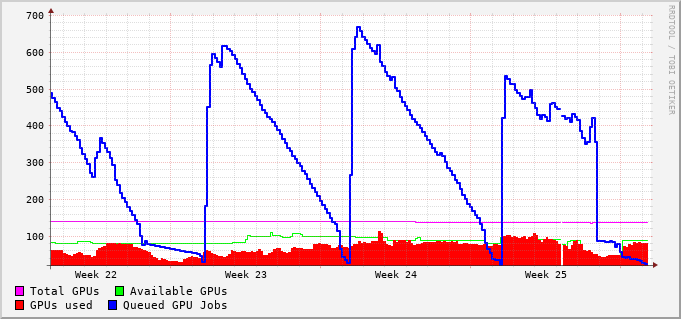 700
600
500
400
300
200
100
Week 22 Week 23 Week 24 Week 25
Total GPUs Available GPUs
GPUs used Queued GPU Jobs
RRDTOOL / TOBI OETIKER